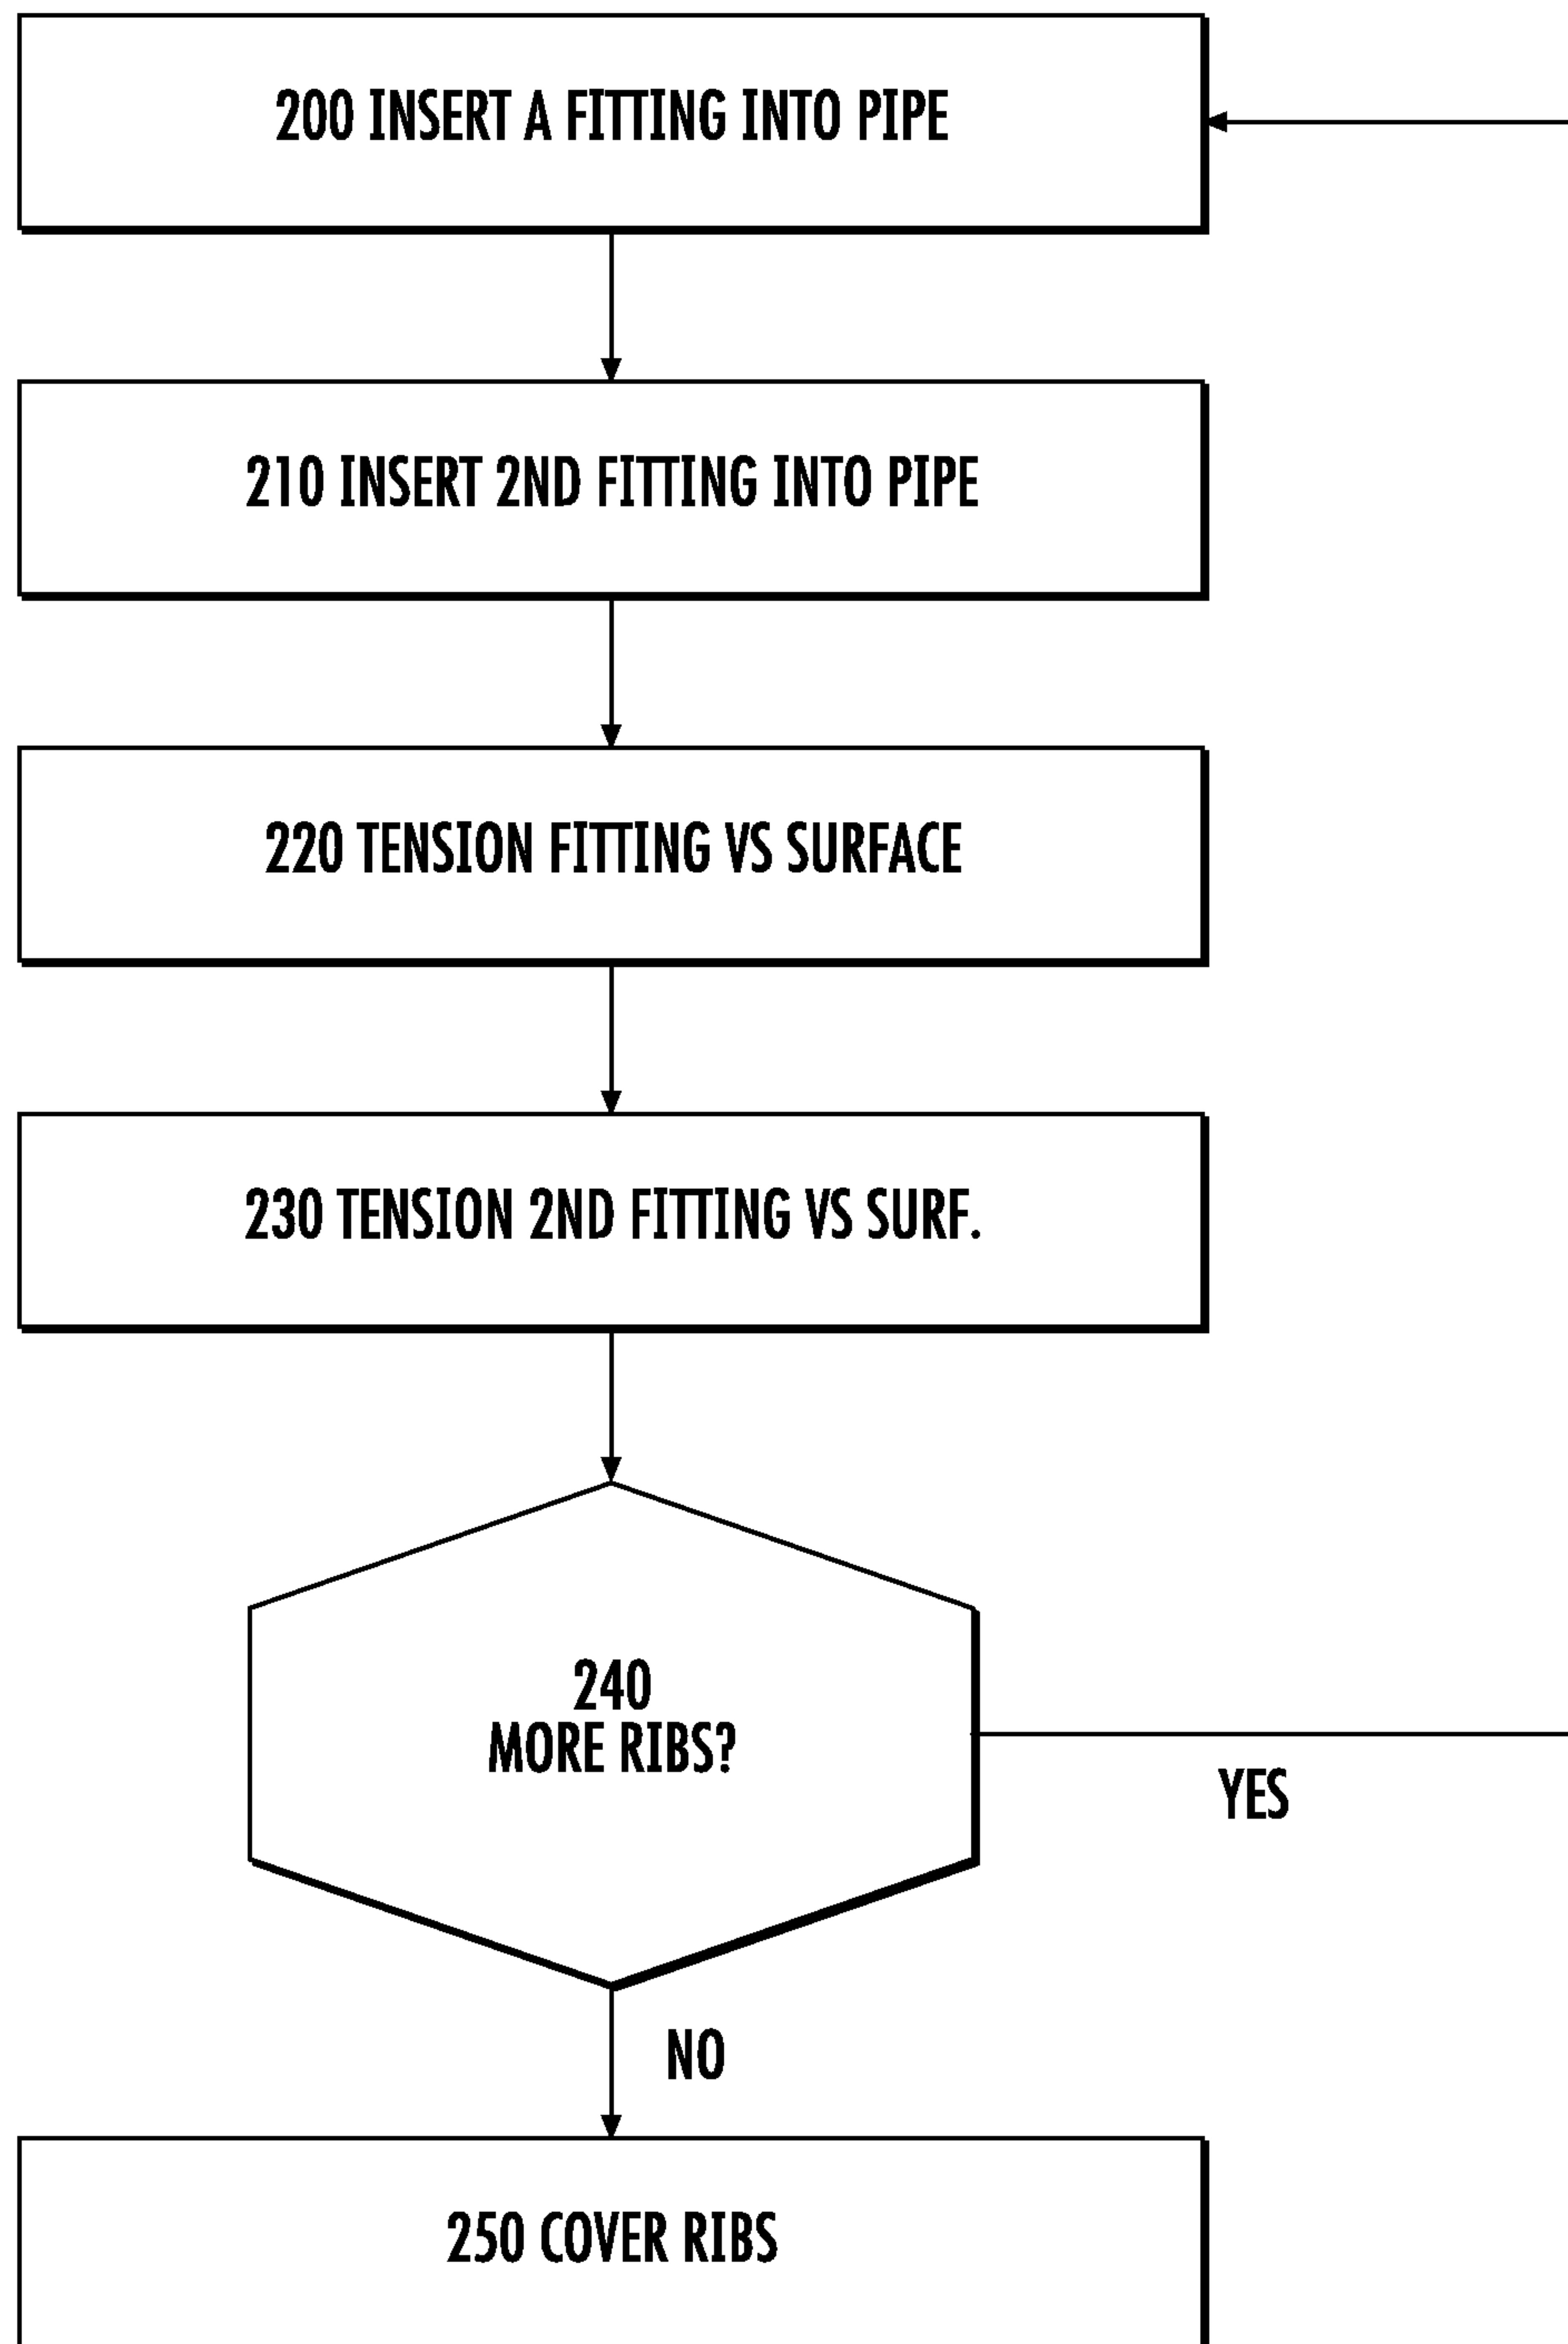 200 INSERT A FITTING INTO PIPE
210 INSERT 2ND FITTING INTO PIPE
220 TENSION FITTING VS SURFACE
230 TENSION 2ND FITTING VS SURF.
240
MORE RIBS?
YES
NO
250 COVER RIBS